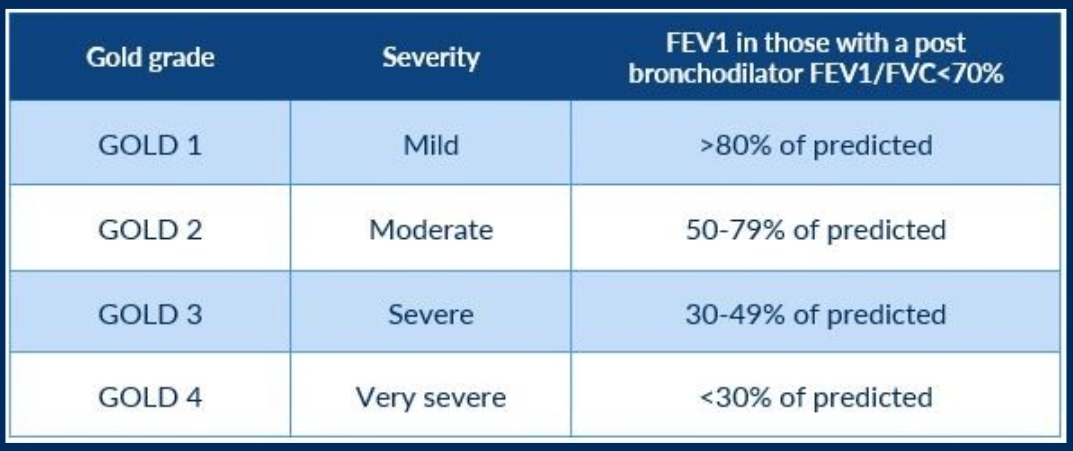 Gold grade
Severity
FEV1 in those with a post
bronchodilator FEV1/FVC<70%
GOLD 1
Mild
>80% of predicted
GOLD 2
Moderate
50-79% of predicted
GOLD 3
Severe
30-49% of predicted
GOLD 4
Very severe
<30% of predicted